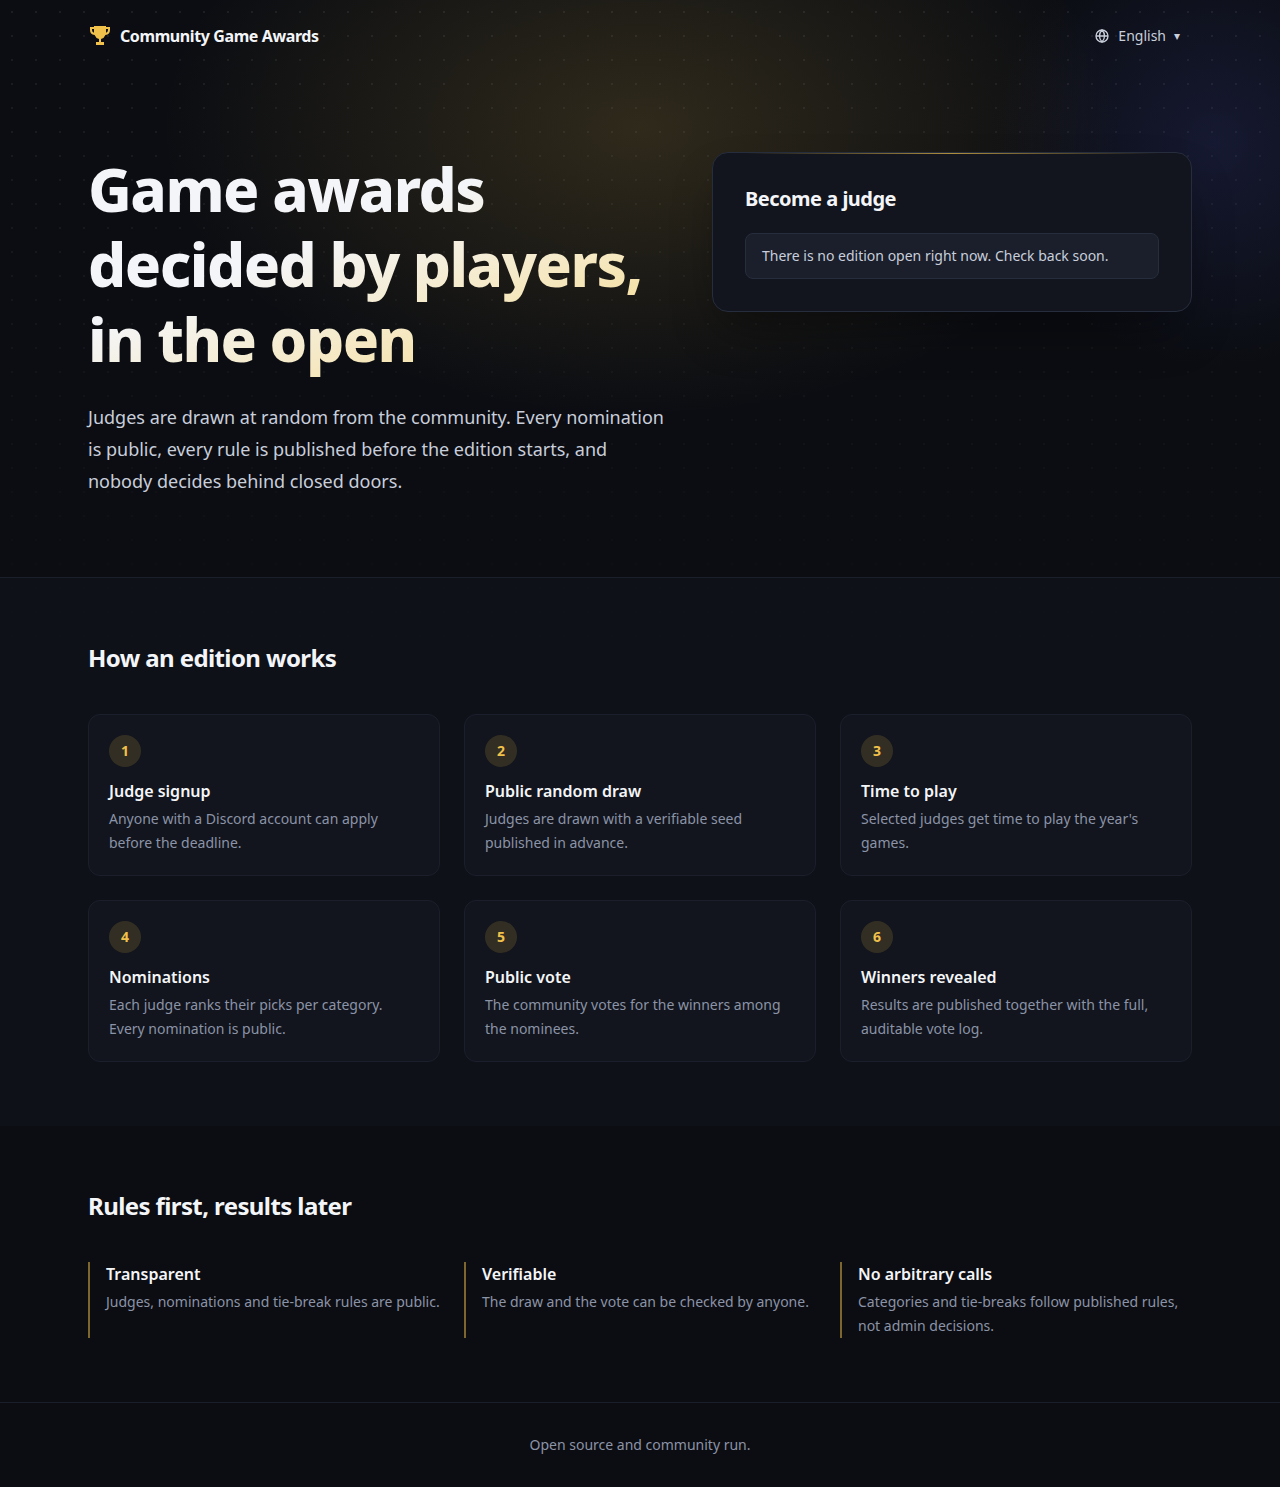 Community Game Awards
English ▾
Game awards
decided by players,
in the open
Judges are drawn at random from the community. Every nomination
is public, every rule is published before the edition starts, and
nobody decides behind closed doors.
Become a judge
There is no edition open right now. Check back soon.
How an edition works
1
Judge signup
Anyone with a Discord account can apply
before the deadline.
2
Public random draw
Judges are drawn with a verifiable seed
published in advance.
3
Time to play
Selected judges get time to play the year's
games.
4
Nominations
Each judge ranks their picks per category.
Every nomination is public.
5
Public vote
The community votes for the winners among
the nominees.
6
Winners revealed
Results are published together with the full,
auditable vote log.
Rules first, results later
Transparent
Judges, nominations and tie-break rules are public.
Verifiable
The draw and the vote can be checked by anyone.
No arbitrary calls
Categories and tie-breaks follow published rules,
not admin decisions.
Open source and community run.